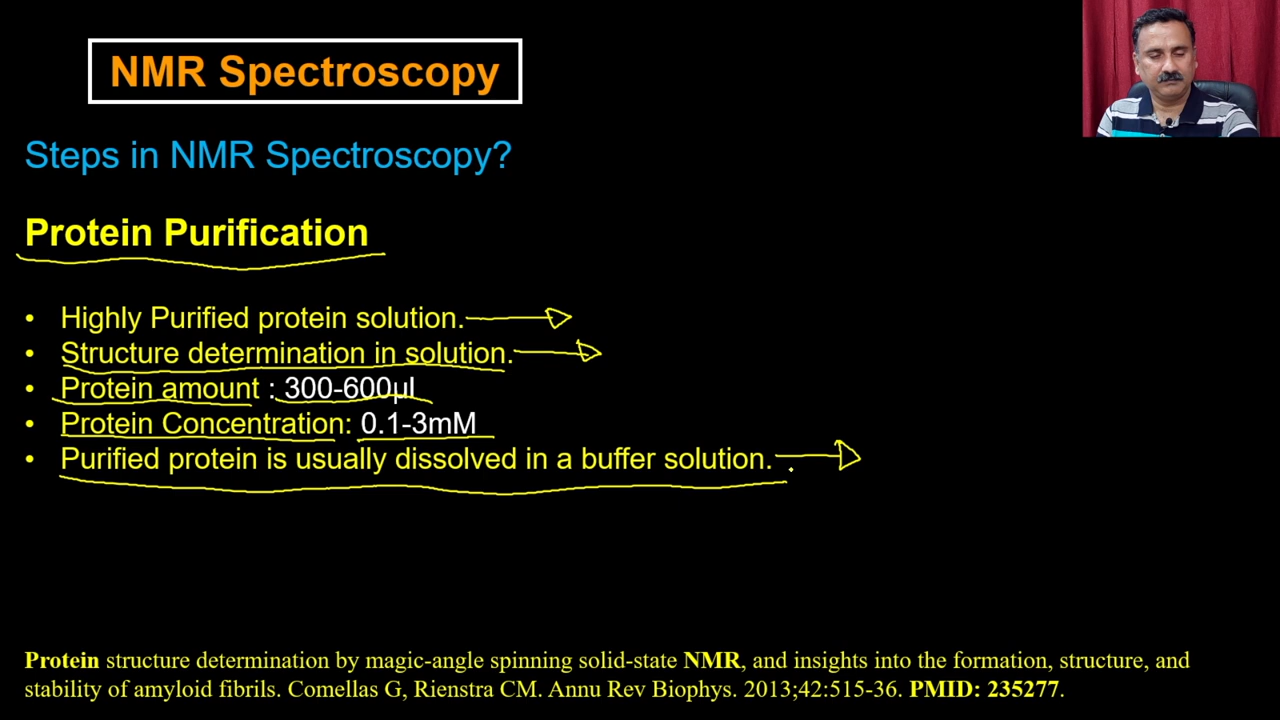 NMR Spectroscopy
Steps in NMR Spectroscopy?
Protein Purification
• Highly Purified protein solution.
• Structure determination in solution.
• Protein amount : 300-600µl
• Protein Concentration: 0.1-3mM
• Purified protein is usually dissolved in a buffer solution.
Protein structure determination by magic-angle spinning solid-state NMR, and insights into the formation, structure, and
stability of amyloid fibrils. Comellas G, Rienstra CM. Annu Rev Biophys. 2013;42:515-36. PMID: 235277.